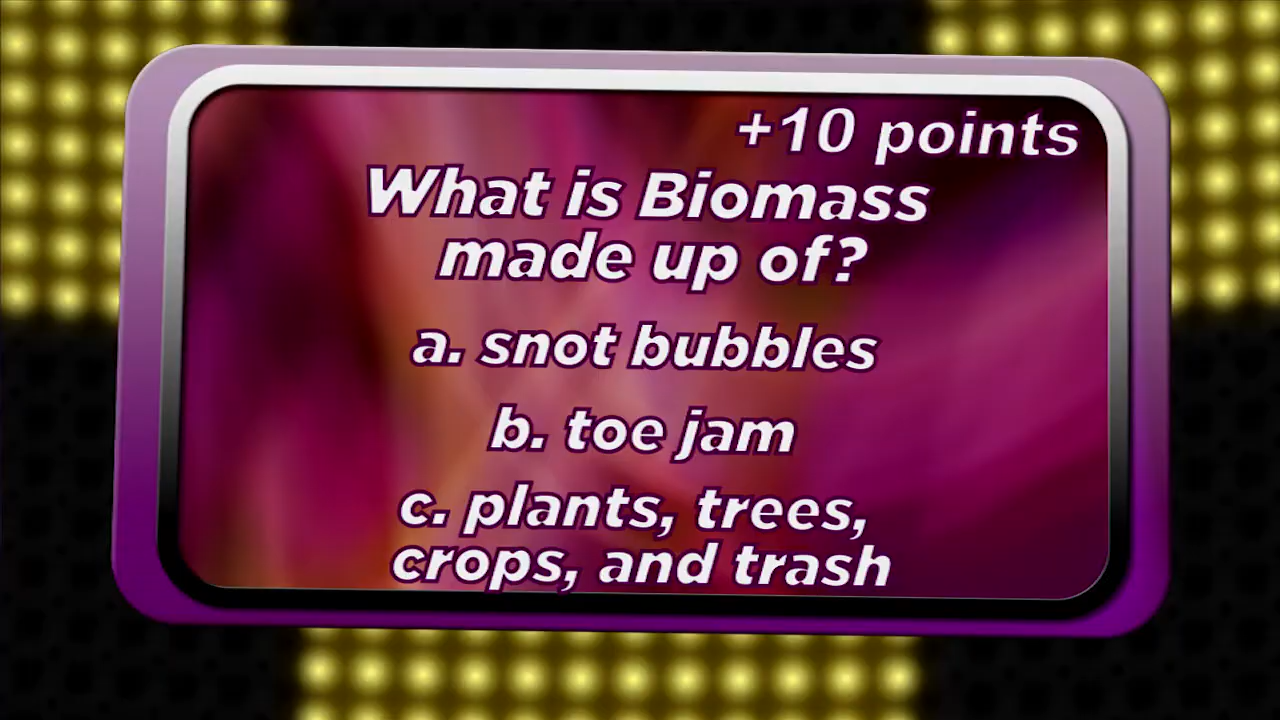 +10 points
What is Biomass
made up of?
a. snot bubbles
b. toe jam
c. plants, trees,
crops, and trash